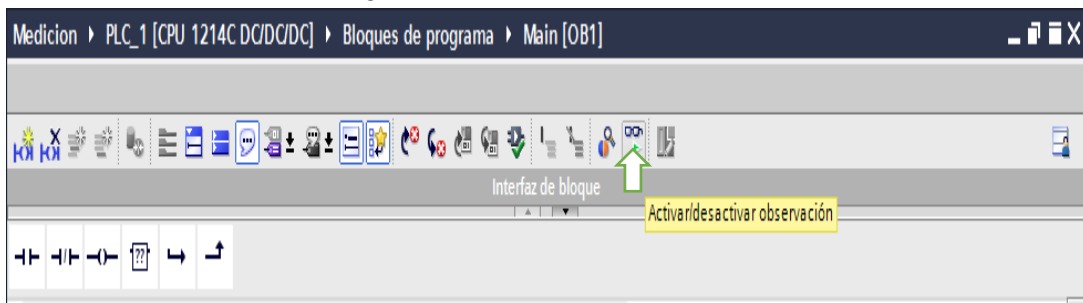 Medicion ▸ PLC_1 [CPU 1214C DC/DC/DC] ▸ Bloques de programa ▸ Main [OB1]
Interfaz de bloque
Activar/desactivar observación
??